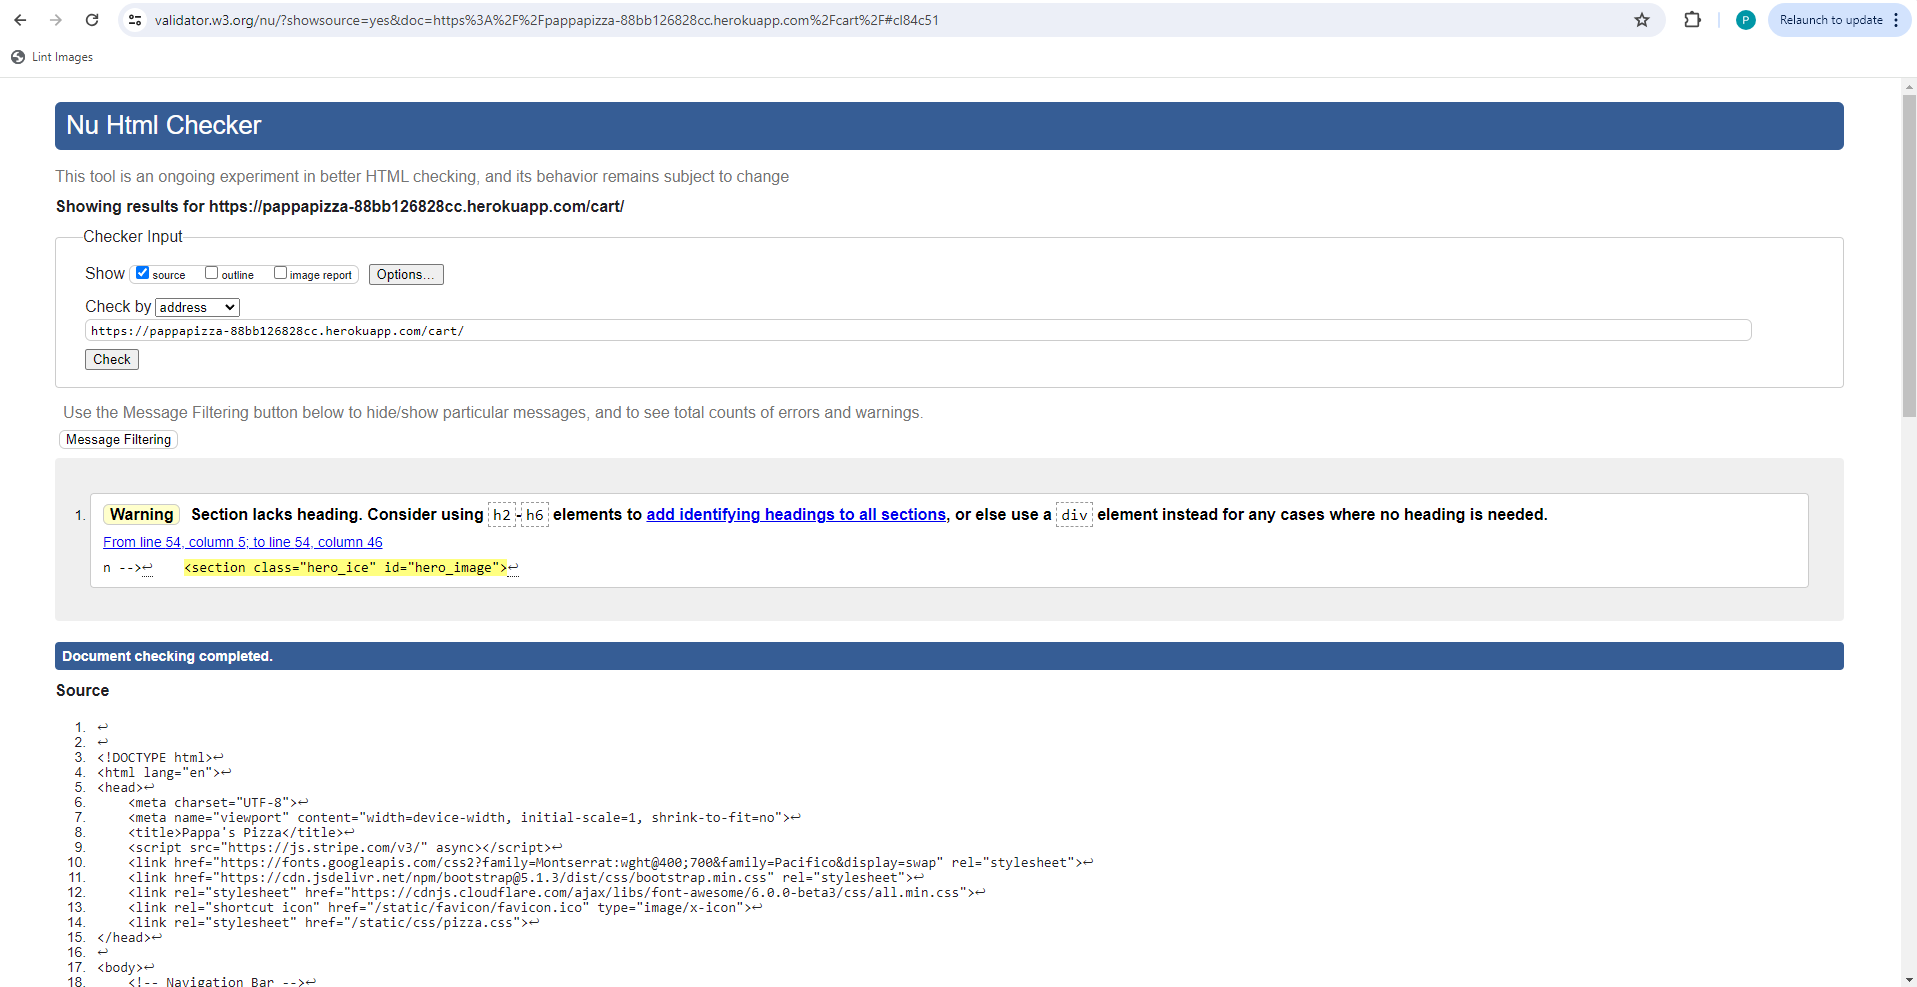 validator.w3.org/nu/?showsource=yes&doc=https%3A%2F%2Fpappapizza-88bb126828cc.herokuapp.com%2Fcart%2F#cl84c51
P
Relaunch to update
Lint Images
Nu Html Checker
This tool is an ongoing experiment in better HTML checking, and its behavior remains subject to change
Showing results for https://pappapizza-88bb126828cc.herokuapp.com/cart/
Checker Input
Show source outline image report Options...
Check by address
https://pappapizza-88bb126828cc.herokuapp.com/cart/
Check
Use the Message Filtering button below to hide/show particular messages, and to see total counts of errors and warnings.
Message Filtering
1. Warning Section lacks heading. Consider using h2-h6 elements to add identifying headings to all sections, or else use a div element instead for any cases where no heading is needed.
From line 54, column 5; to line 54, column 46
n -->↩ <section class="hero_ice" id="hero_image">↩
Document checking completed.
Source
1. ↩
2. ↩
3. <!DOCTYPE html>↩
4. <html lang="en">↩
5. <head>↩
6. <meta charset="UTF-8">↩
7. <meta name="viewport" content="width=device-width, initial-scale=1, shrink-to-fit=no">↩
8. <title>Pappa's Pizza</title>↩
9. <script src="https://js.stripe.com/v3/" async></script>↩
10. <link href="https://fonts.googleapis.com/css2?family=Montserrat:wght@400;700&family=Pacifico&display=swap" rel="stylesheet">↩
11. <link href="https://cdn.jsdelivr.net/npm/bootstrap@5.1.3/dist/css/bootstrap.min.css" rel="stylesheet">↩
12. <link rel="stylesheet" href="https://cdnjs.cloudflare.com/ajax/libs/font-awesome/6.0.0-beta3/css/all.min.css">↩
13. <link rel="shortcut icon" href="/static/favicon/favicon.ico" type="image/x-icon">↩
14. <link rel="stylesheet" href="/static/css/pizza.css">↩
15. </head>↩
16. ↩
17. <body>↩
18. <!-- Navigation Bar -->↩